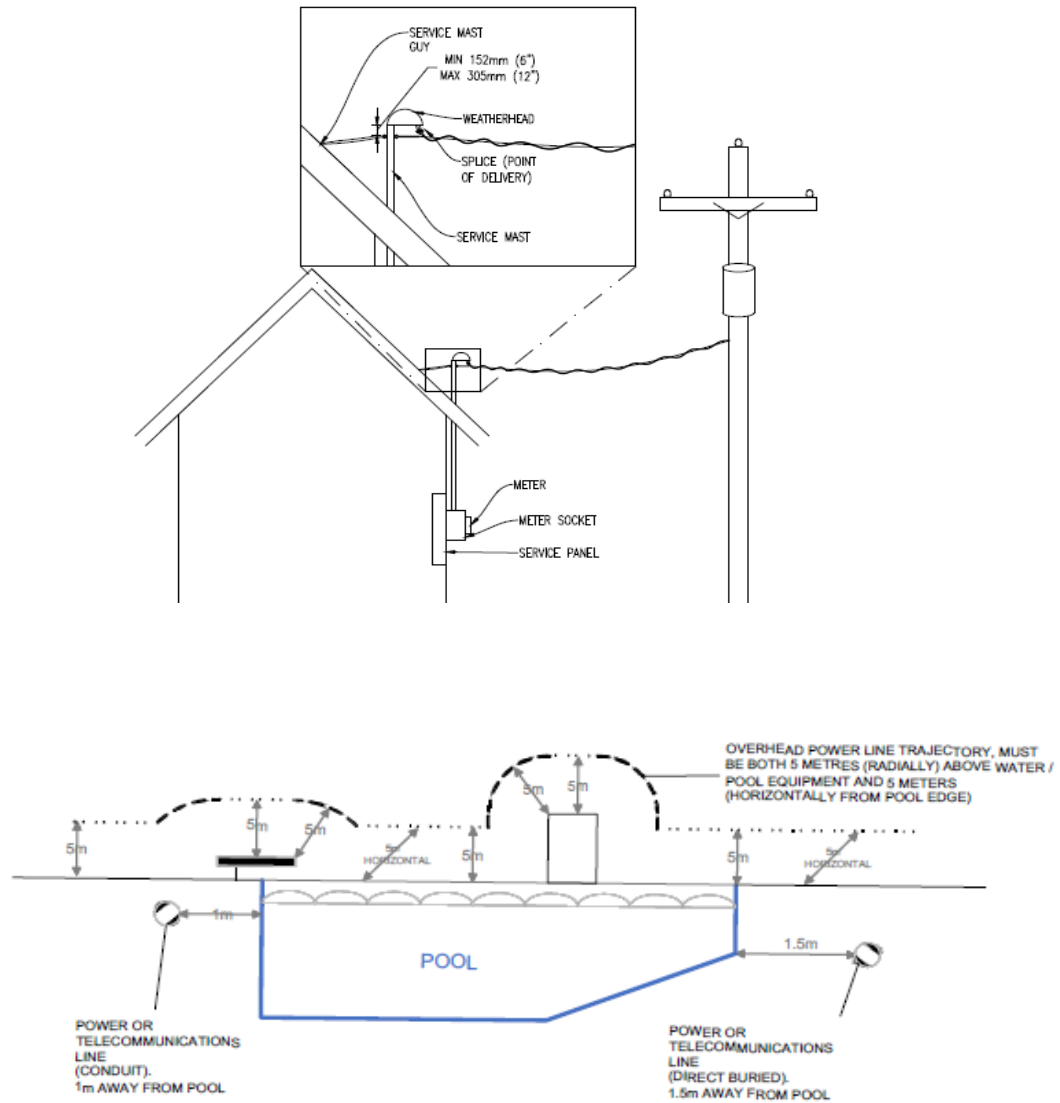 SERVICE MAST
GUY
MIN 152mm (6")
MAX 305mm (12")
WEATHERHEAD
SPLICE (POINT
OF DELIVERY)
SERVICE MAST
METER
METER SOCKET
SERVICE PANEL
OVERHEAD POWER LINE TRAJECTORY, MUST
BE BOTH 5 METRES (RADIALLY) ABOVE WATER /
POOL EQUIPMENT AND 5 METERS
(HORIZONTALLY FROM POOL EDGE)
5m
5m
5m
5m
HORIZONTAL
5m
5m
5m
5m
5m
HORIZONTAL
1m
POOL
1.5m
POWER OR
TELECOMMUNICATIONS
LINE
(CONDUIT).
1m AWAY FROM POOL
POWER OR
TELECOMMUNICATIONS
LINE
(DIRECT BURIED).
1.5m AWAY FROM POOL